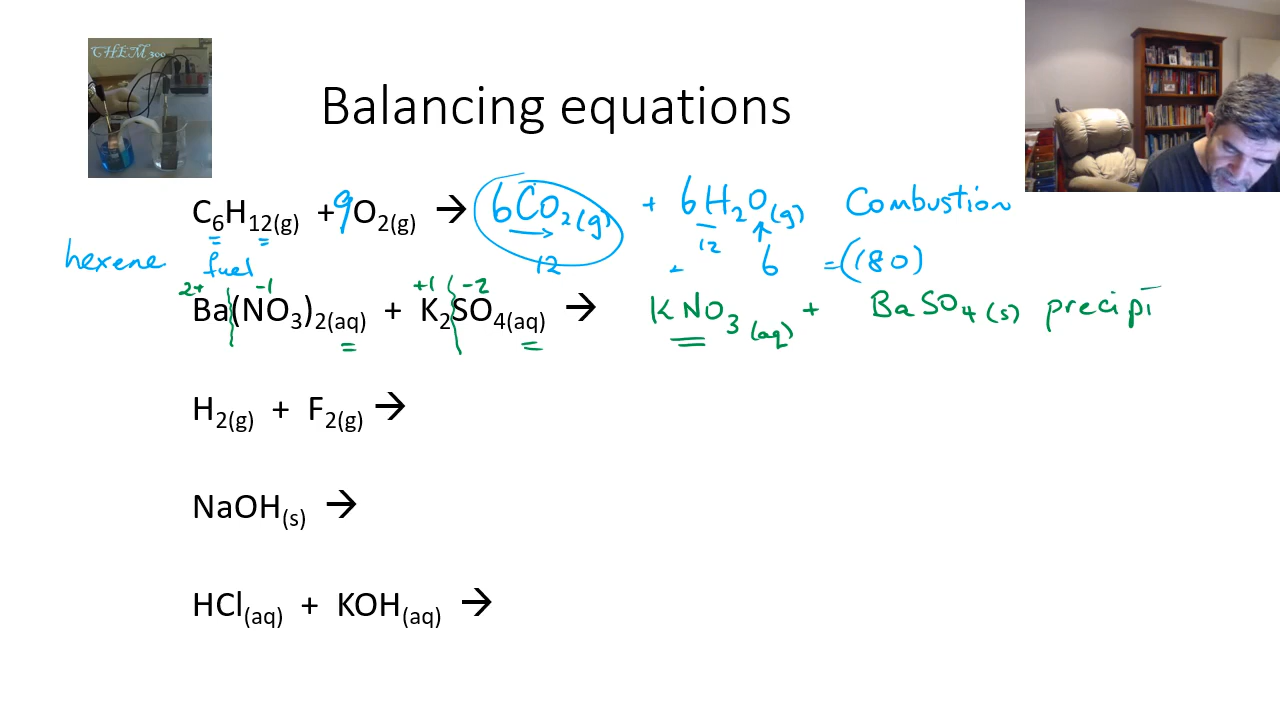 CHEM 300
Balancing equations
C6H12(g) + 9O2(g) → 6CO2(g) + 6H2O(g) Combustion
12
hexene fuel 12 + 6 = (180)
2+ -1 +1 -2
Ba(NO3)2(aq) + K2SO4(aq) → KNO3(aq) + BaSO4(s) precipi
H2(g) + F2(g) →
NaOH(s) →
HCl(aq) + KOH(aq) →